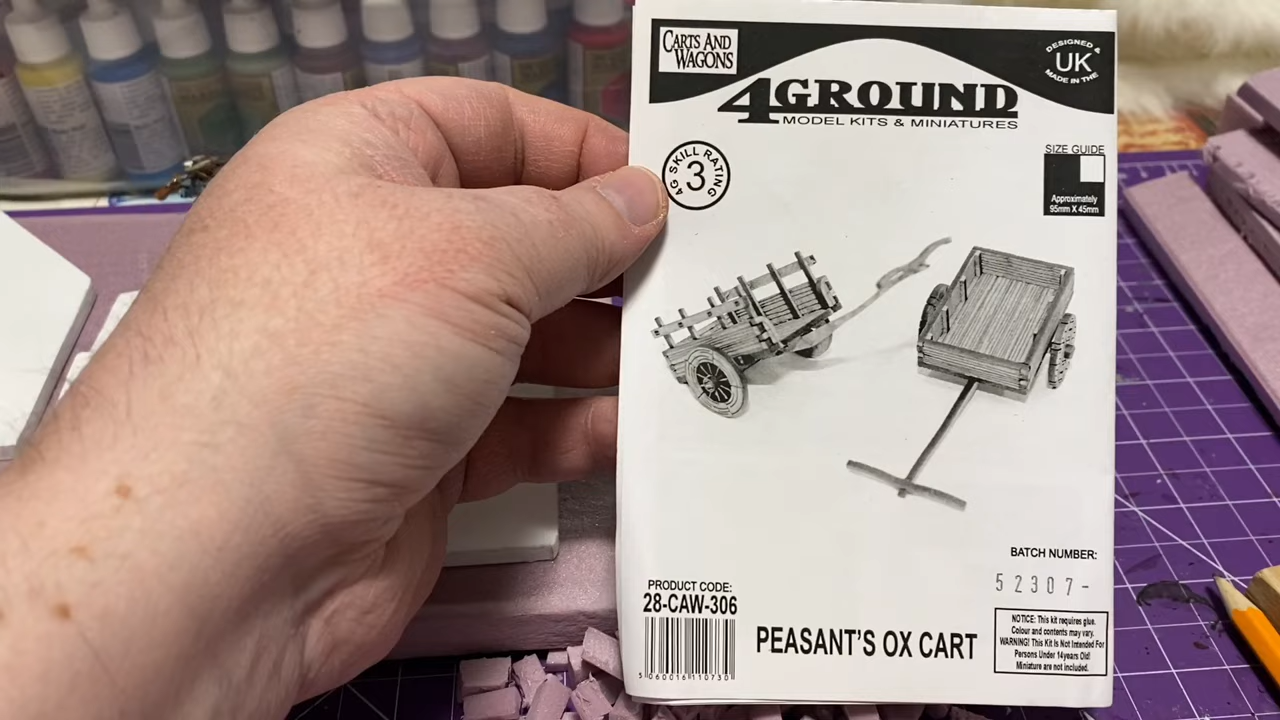 CARTS AND
WAGONS
4GROUND
MODEL KITS & MINIATURES
DESIGNED &
UK
MADE IN THE
4G SKILL RATING
3
SIZE GUIDE
Approximately
95mm X 45mm
BATCH NUMBER:
52307-
PRODUCT CODE:
28-CAW-306
5 060016 110730
PEASANT'S OX CART
NOTICE: This kit requires glue.
Colour and contents may vary.
WARNING! This Kit Is Not Intended For
Persons Under 14years Old!
Miniature are not included.